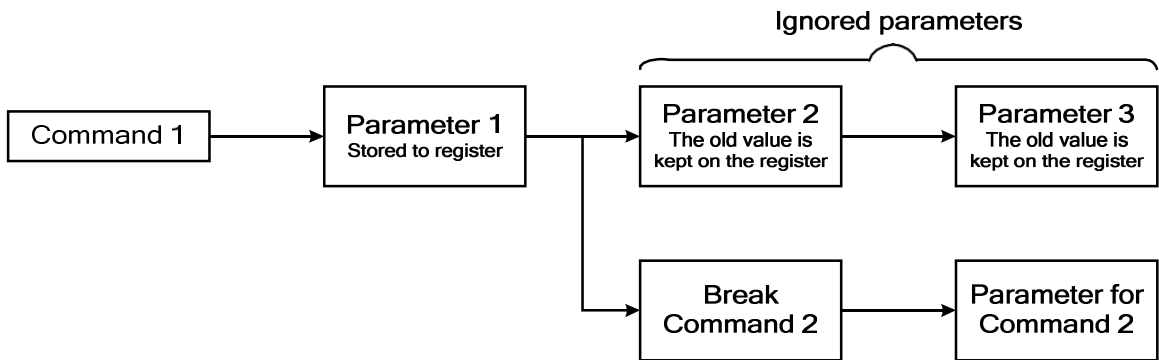 Ignored parameters
Command 1
Parameter 1
Stored to register
Parameter 2
The old value is
kept on the register
Parameter 3
The old value is
kept on the register
Break
Command 2
Parameter for
Command 2